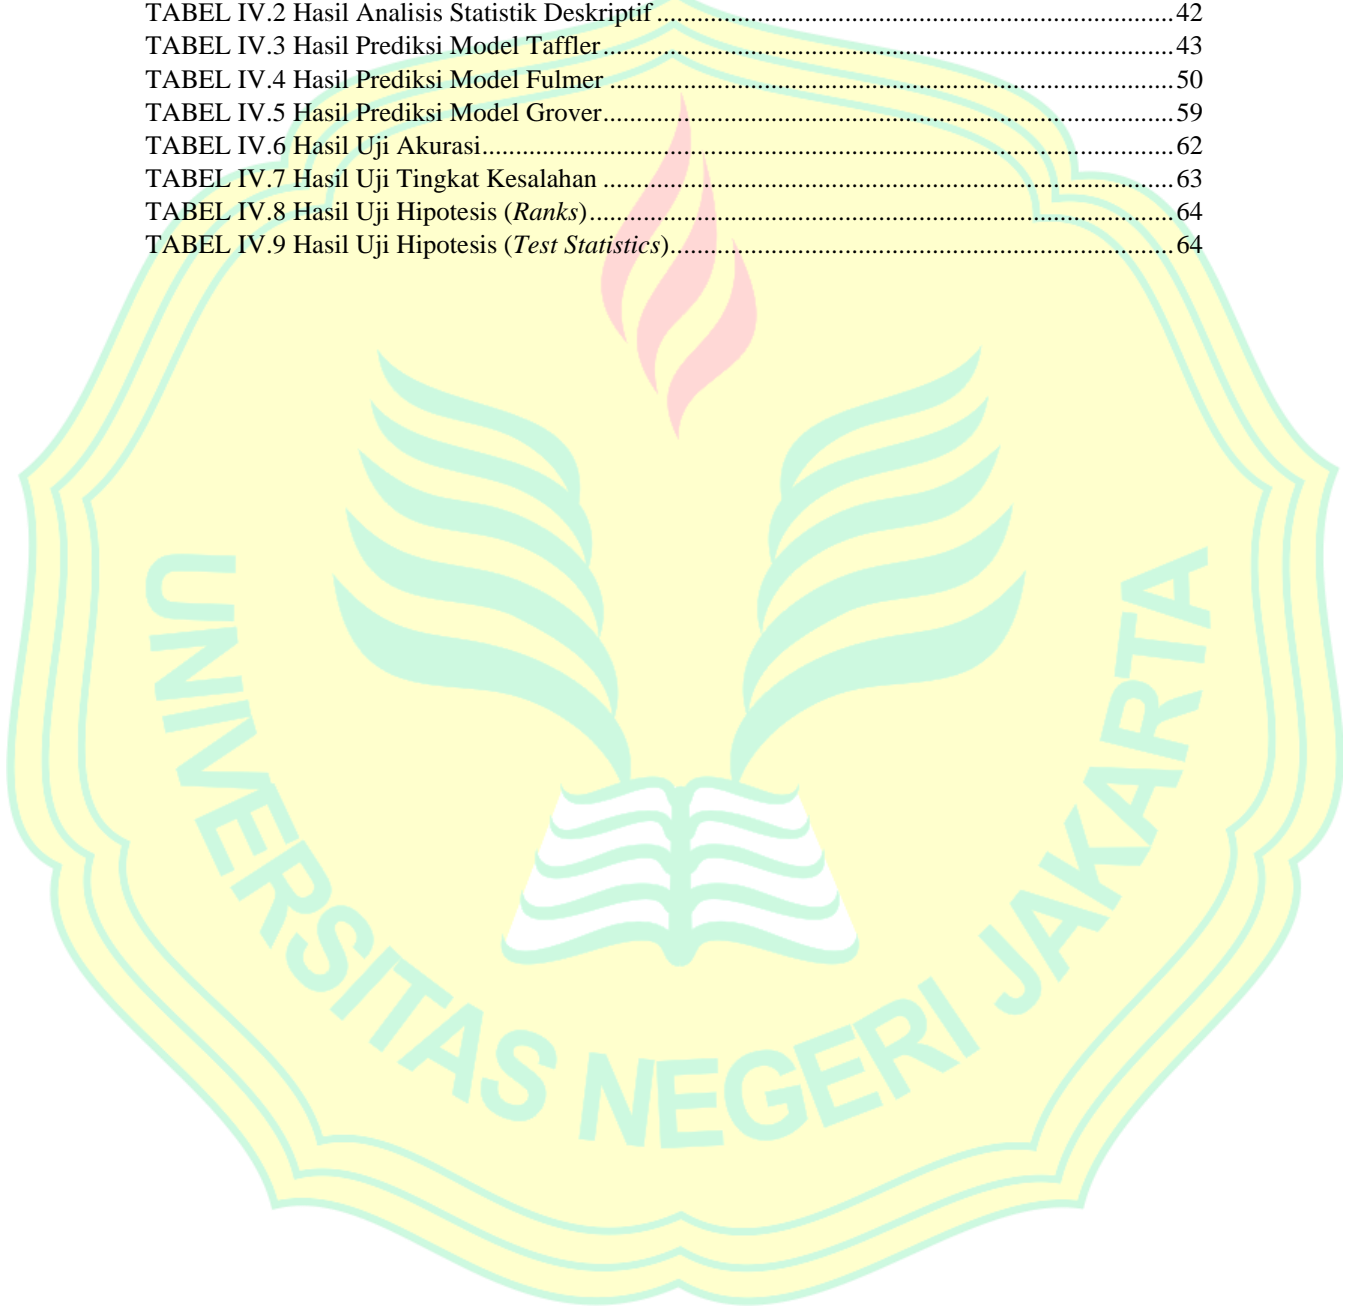 TABEL IV.2 Hasil Analisis Statistik Deskriptif ................................................................................ 42
TABEL IV.3 Hasil Prediksi Model Taffler ................................................................................ 43
TABEL IV.4 Hasil Prediksi Model Fulmer ................................................................................ 50
TABEL IV.5 Hasil Prediksi Model Grover ................................................................................ 59
TABEL IV.6 Hasil Uji Akurasi ................................................................................ 62
TABEL IV.7 Hasil Uji Tingkat Kesalahan ................................................................................ 63
TABEL IV.8 Hasil Uji Hipotesis (Ranks) ................................................................................ 64
TABEL IV.9 Hasil Uji Hipotesis (Test Statistics) ................................................................................ 64
UNIVERSITAS NEGERI JAKARTA